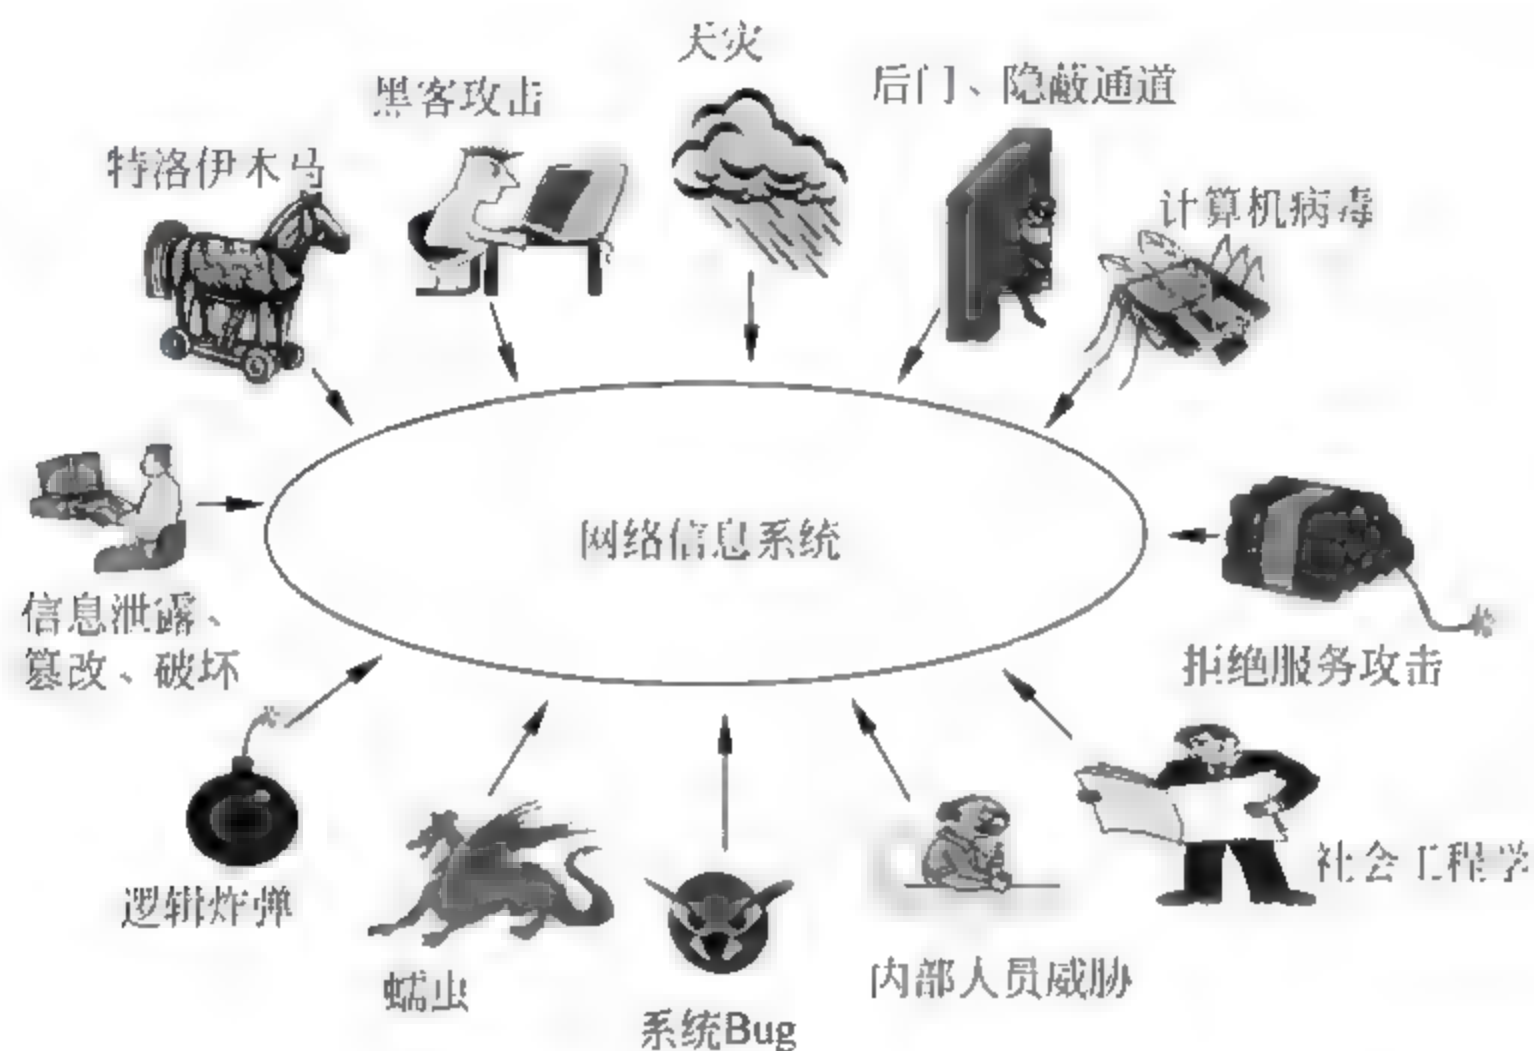 天灾
黑客攻击
后门、隐蔽通道
特洛伊木马
计算机病毒
网络信息系统
信息泄露、
篡改、破坏
拒绝服务攻击
逻辑炸弹
社会工程学
蠕虫
内部人员威胁
系统Bug